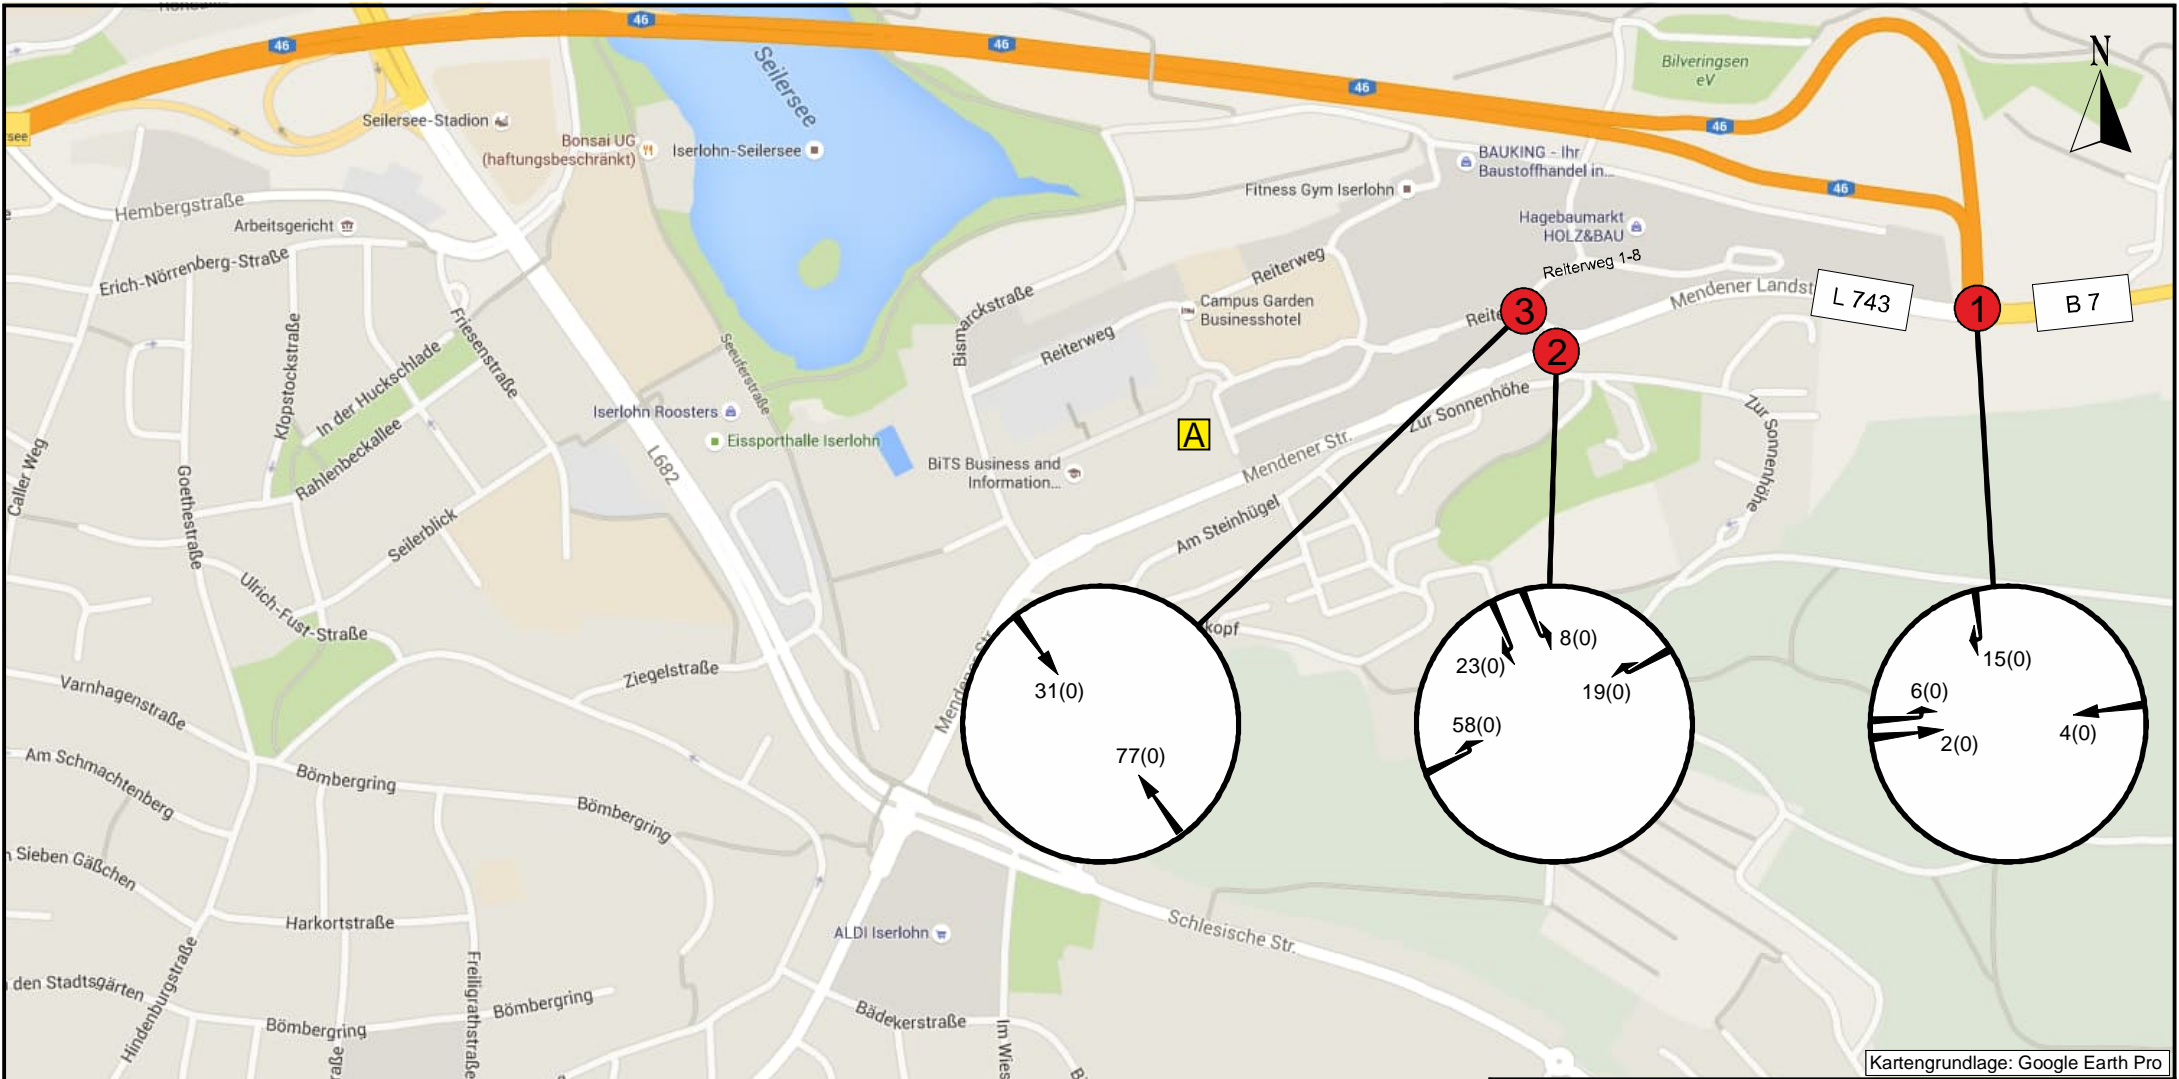 46
46
46
46
46
46
see
N
Bilveringsen
eV
Seilersee
Seilersee-Stadion
Bonsai UG
(haftungsbeschränkt)
Iserlohn-Seilersee
BAUKING - Ihr
Baustoffhandel in...
Fitness Gym Iserlohn
Hagebaumarkt
HOLZ&BAU
Hembergstraße
Arbeitsgericht
Erich-Nörrenberg-Straße
Reiterweg
Reiterweg 1-8
Mendener Landst
L 743
1
B 7
Campus Garden
Businesshotel
Bismarckstraße
Reite
3
2
Reiterweg
Friesenstraße
Klopstockstraße
In der Huckschlade
Rahlenbeckallee
Seeuferstraße
Iserlohn Roosters
Eissporthalle Iserlohn
A
Zur Sonnenhöhe
Zur Sonnenhöhe
Mendener Str.
BiTS Business and
Information...
L682
Caller Weg
Goethestraße
Seilerblick
Am Steinhügel
Ulrich-Fust-Straße
kopf
Ziegelstraße
Mendener Str.
31(0)
77(0)
23(0)
8(0)
19(0)
58(0)
15(0)
6(0)
2(0)
4(0)
Varnhagenstraße
Am Schmachtenberg
Bömbergring
Bömbergring
Sieben Gäßchen
Harkortstraße
ALDI Iserlohn
Schlesische Str.
Hindenburgstraße
Freiligrathstraße
den Stadtsgärten
Bömbergring
Bömbergring
Bädekerstraße
Im Wies
raße
Kartengrundlage: Google Earth Pro